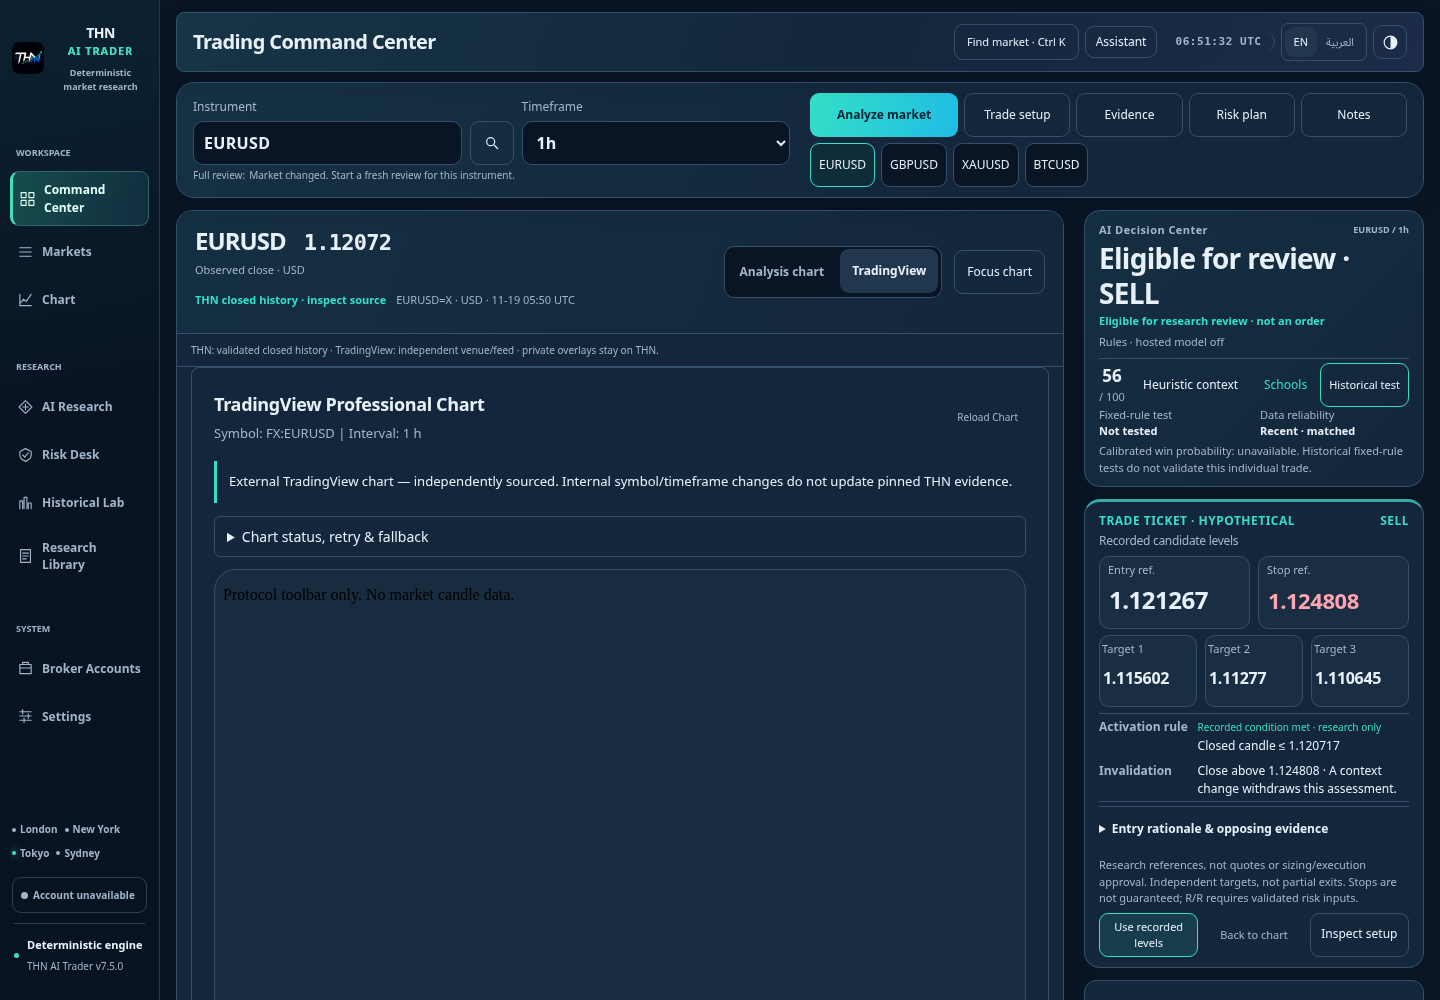 THN
AI TRADER
Deterministic
market research
WORKSPACE
Command
Center
Markets
Chart
RESEARCH
AI Research
Risk Desk
Historical Lab
Research
Library
SYSTEM
Broker Accounts
Settings
London New York
Tokyo Sydney
Account unavailable
Deterministic engine
THN AI Trader v7.5.0
Trading Command Center
Find market · Ctrl K
Assistant
06:51:32 UTC
EN
العربية
Instrument
EURUSD
Timeframe
1h
Full review: Market changed. Start a fresh review for this instrument.
Analyze market
Trade setup
Evidence
Risk plan
Notes
EURUSD
GBPUSD
XAUUSD
BTCUSD
EURUSD 1.12072
Observed close · USD
THN closed history · inspect source EURUSD=X · USD · 11-19 05:50 UTC
Analysis chart
TradingView
Focus chart
THN: validated closed history · TradingView: independent venue/feed · private overlays stay on THN.
TradingView Professional Chart
Symbol: FX:EURUSD | Interval: 1 h
Reload Chart
External TradingView chart — independently sourced. Internal symbol/timeframe changes do not update pinned THN evidence.
Chart status, retry & fallback
Protocol toolbar only. No market candle data.
AI Decision Center
EURUSD / 1h
Eligible for review ·
SELL
Eligible for research review · not an order
Rules · hosted model off
56
/ 100
Heuristic context
Schools
Historical test
Fixed-rule test
Not tested
Data reliability
Recent · matched
Calibrated win probability: unavailable. Historical fixed-rule
tests do not validate this individual trade.
TRADE TICKET · HYPOTHETICAL
SELL
Recorded candidate levels
Entry ref.
1.121267
Stop ref.
1.124808
Target 1
1.115602
Target 2
1.11277
Target 3
1.110645
Activation rule
Recorded condition met · research only
Closed candle ≤ 1.120717
Invalidation
Close above 1.124808 · A context
change withdraws this assessment.
Entry rationale & opposing evidence
Research references, not quotes or sizing/execution
approval. Independent targets, not partial exits. Stops are
not guaranteed; R/R requires validated risk inputs.
Use recorded
levels
Back to chart
Inspect setup